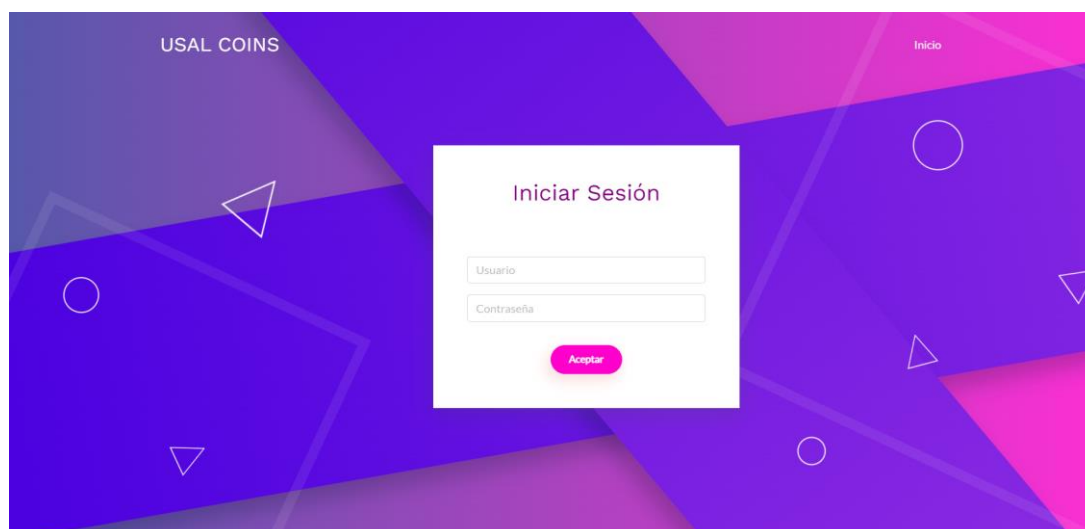 USAL COINS
Inicio
Iniciar Sesión
Usuario
Contraseña
Aceptar